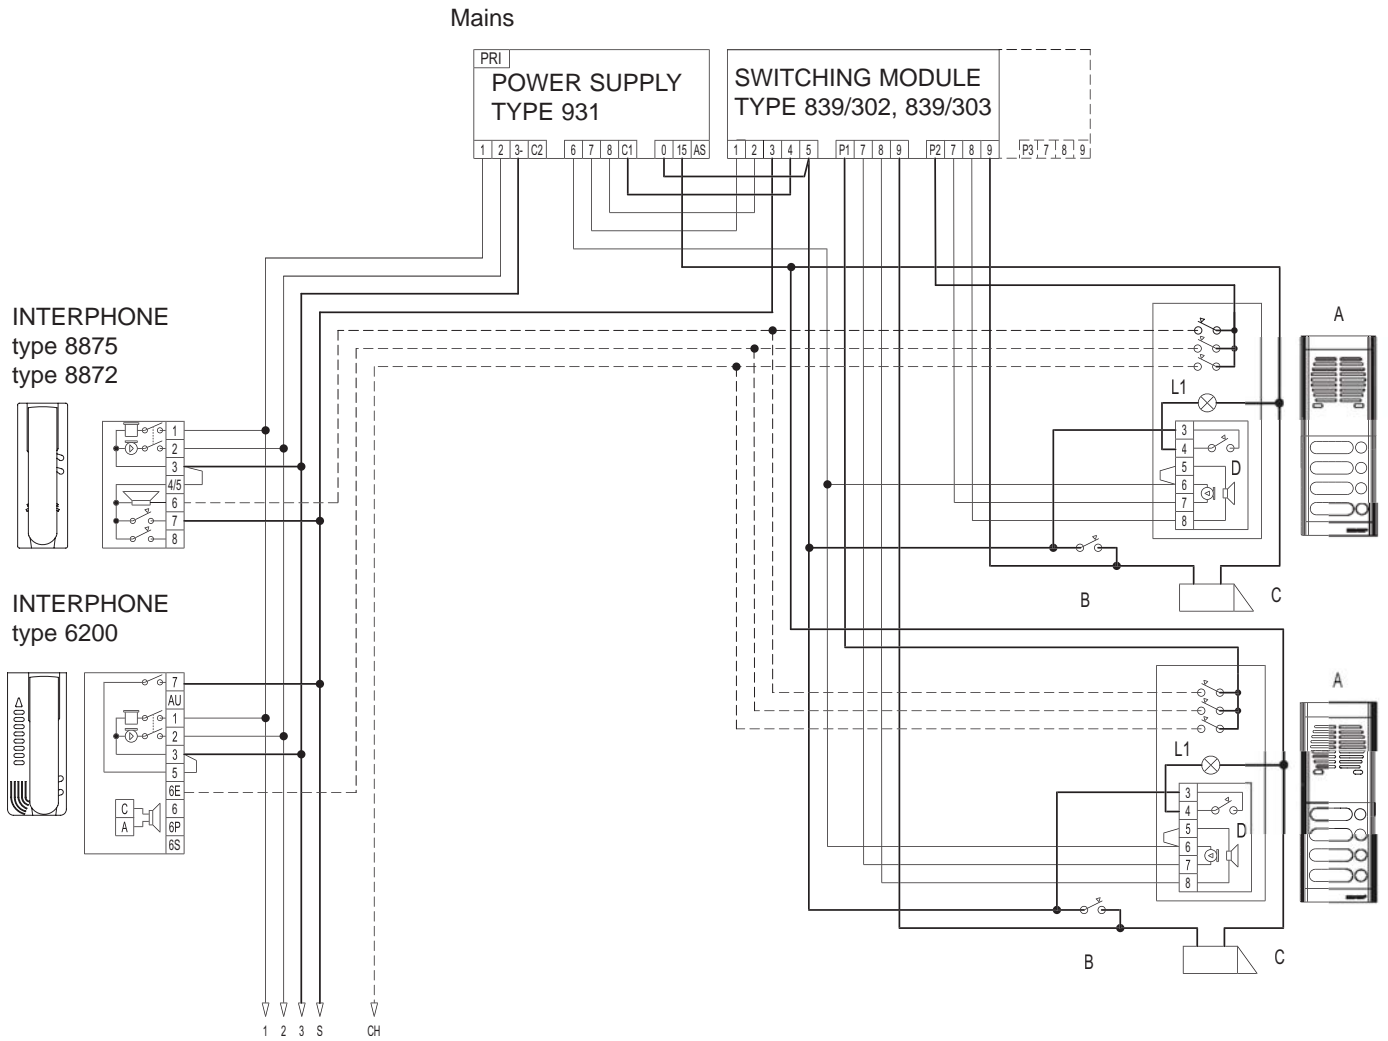 Mains
PRI
POWER SUPPLY
TYPE 931
1 2 3- C2 6 7 8 C1 0 15 AS
SWITCHING MODULE
TYPE 839/302, 839/303
1 2 3 4 5 P1 7 8 9 P2 7 8 9 P3 7 8 9
INTERPHONE
type 8875
type 8872
1
2
3
4/5
6
7
8
INTERPHONE
type 6200
7
AU
1
2
3
5
6E
6
6P
6S
C
A
A
L1
3
4
5
6
7
8
D
B
C
A
L1
3
4
5
6
7
8
D
B
C
1 2 3 S CH